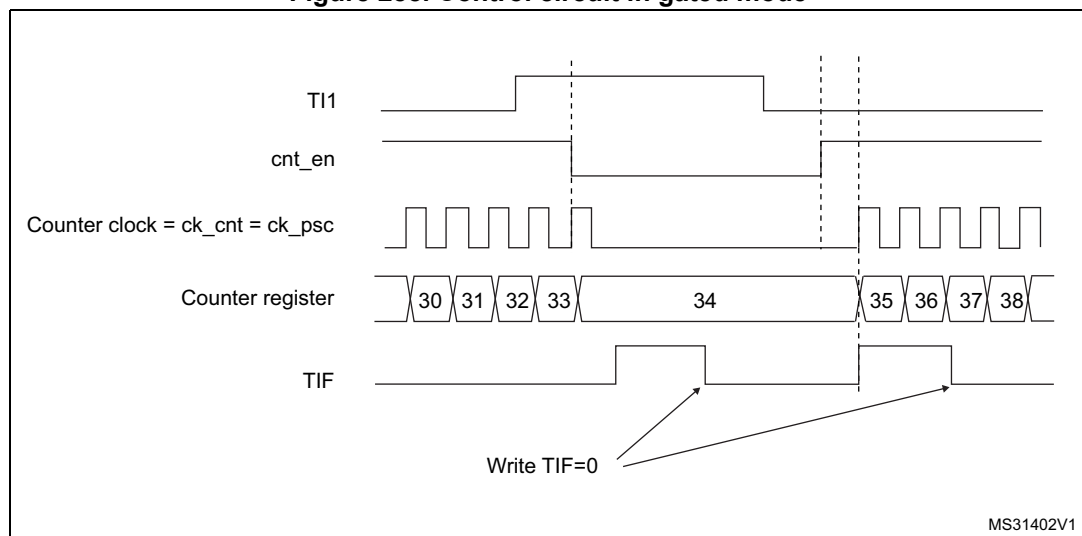 TI1
cnt_en
Counter clock = ck_cnt = ck_psc
Counter register
30 31 32 33 34 35 36 37 38
TIF
Write TIF=0
MS31402V1